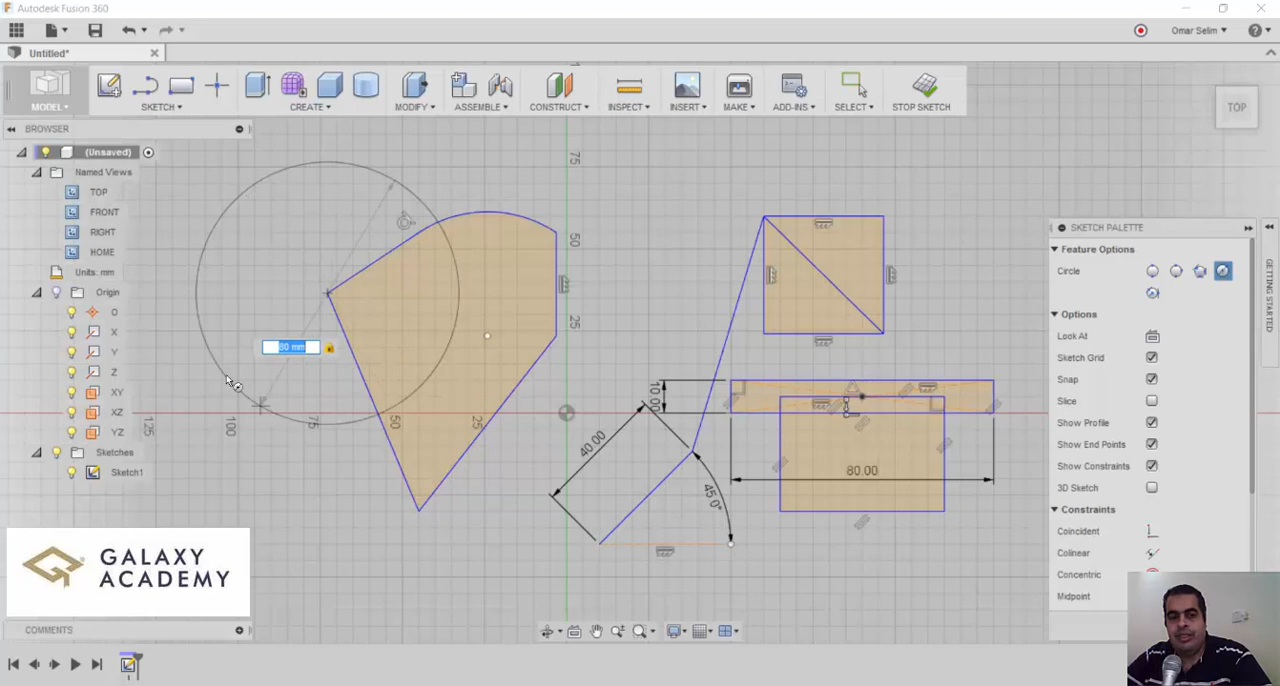 Autodesk Fusion 360
Omar Selim
Untitled*
MODEL
SKETCH
CREATE
MODIFY
ASSEMBLE
CONSTRUCT
INSPECT
INSERT
MAKE
ADD-INS
SELECT
STOP SKETCH
TOP
BROWSER
(Unsaved)
Named Views
TOP
FRONT
RIGHT
HOME
Units: mm
Origin
O
X
Y
Z
XY
XZ
YZ
Sketches
Sketch1
75
50
25
125
100
75
50
25
80 mm
10.00
40.00
45.0°
80.00
SKETCH PALETTE
Feature Options
Circle
Options
Look At
Sketch Grid
Snap
Slice
Show Profile
Show End Points
Show Constraints
3D Sketch
Constraints
Coincident
Colinear
Concentric
Midpoint
GETTING STARTED
GALAXY
ACADEMY
COMMENTS